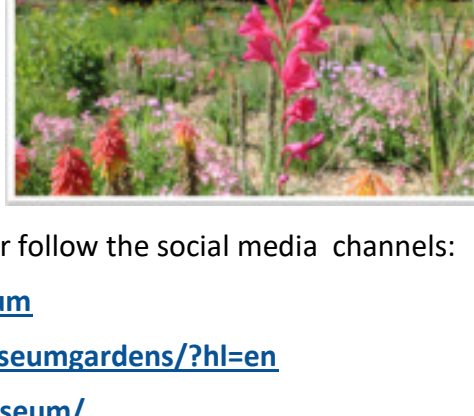 r follow the social media channels:
um
seumgardens/?hl=en
seum/